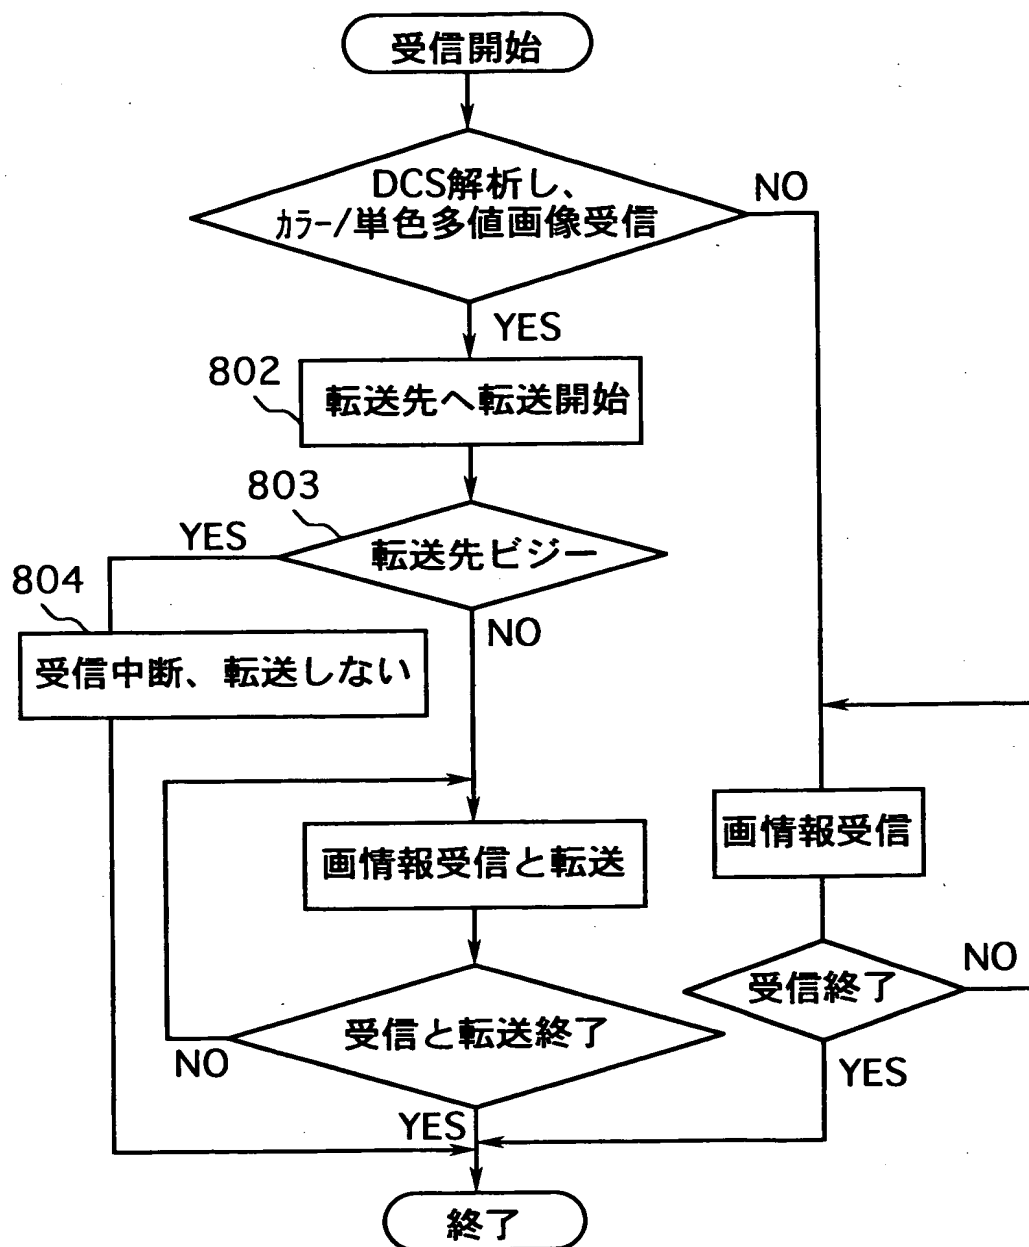 受信開始
DCS解析し、
カラー/単色多値画像受信
NO
YES
802
転送先へ転送開始
803
YES
転送先ビジー
804
NO
受信中断、転送しない
画情報受信
画情報受信と転送
NO
受信終了
受信と転送終了
NO
YES
YES
終了